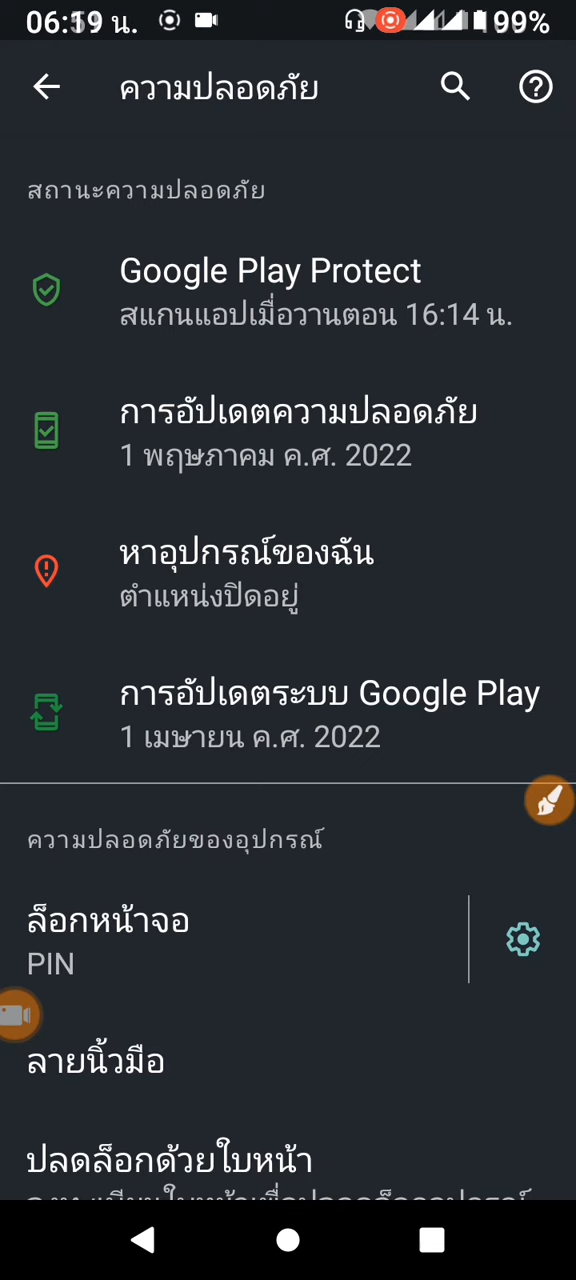 06:59 น. 99%
ความปลอดภัย
สถานะความปลอดภัย
Google Play Protect
สแกนแอปเมื่อวานตอน 16:14 น.
การอัปเดตความปลอดภัย
1 พฤษภาคม ค.ศ. 2022
หาอุปกรณ์ของฉัน
ตำแหน่งปิดอยู่
การอัปเดตระบบ Google Play
1 เมษายน ค.ศ. 2022
ความปลอดภัยของอุปกรณ์
ล็อกหน้าจอ
PIN
ลายนิ้วมือ
ปลดล็อกด้วยใบหน้า